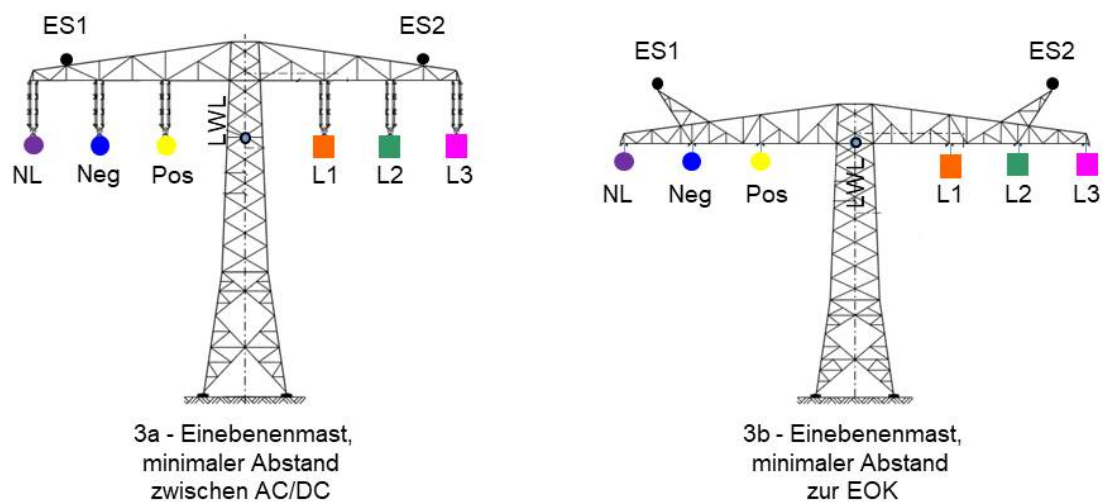 ES1 ES2
LWL
NL Neg Pos L1 L2 L3
3a - Einebenenmast,
minimaler Abstand
zwischen AC/DC
ES1 ES2
LWL
NL Neg Pos L1 L2 L3
3b - Einebenenmast,
minimaler Abstand
zur EOK